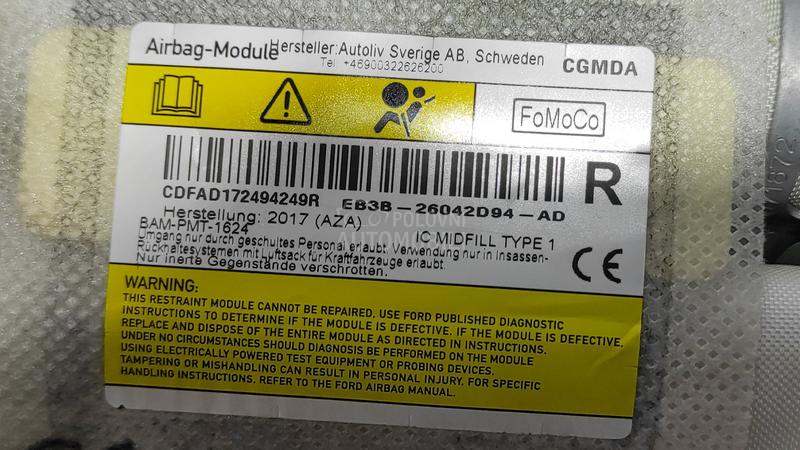 Airbag-Module Hersteller:Autoliv Sverige AB, Schweden CGMDA
Tel: +46900322626200
FoMoCo
R
CDFAD172494249R EB3B-26042D94-AD
Herstellung: 2017 (AZA)
BAM-PMT-1624 IC MIDFILL TYPE 1
Umgang nur durch geschultes Personal erlaubt. Verwendung nur in Insassen-
Rückhaltesystemen mit Luftsack für Kraftfahrzeuge erlaubt.
Nur inerte Gegenstände verschrotten.
CE
POLOVNI
AUTOMOBILI
WARNING:
THIS RESTRAINT MODULE CANNOT BE REPAIRED. USE FORD PUBLISHED DIAGNOSTIC
INSTRUCTIONS TO DETERMINE IF THE MODULE IS DEFECTIVE. IF THE MODULE IS DEFECTIVE.
REPLACE AND DISPOSE OF THE ENTIRE MODULE AS DIRECTED IN INSTRUCTIONS.
UNDER NO CIRCUMSTANCES SHOULD DIAGNOSIS BE PERFORMED ON THE MODULE
USING ELECTRICALLY POWERED TEST EQUIPMENT OR PROBING DEVICES.
TAMPERING OR MISHANDLING CAN RESULT IN PERSONAL INJURY. FOR SPECIFIC
HANDLING INSTRUCTIONS. REFER TO THE FORD AIRBAG MANUAL.